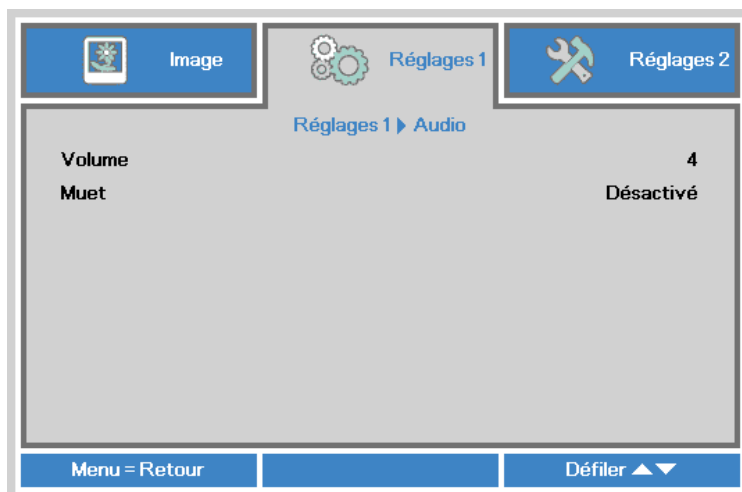 Image
Réglages 1
Réglages 2
Réglages 1 ▶ Audio
Volume 4
Muet Désactivé
Menu = Retour
Défiler ▲▼